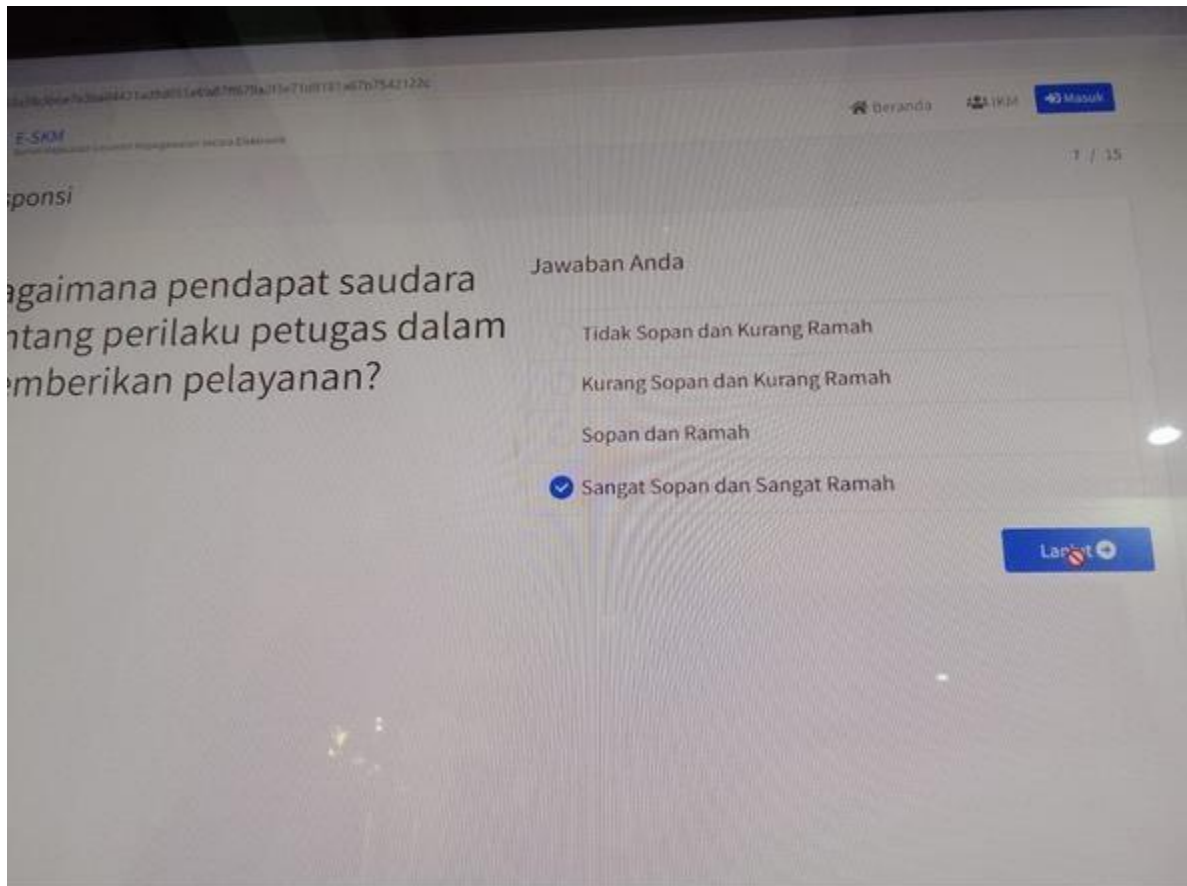 Beranda
IKM
Masuk
E-SKM
7 / 15
sponsi
agaimana pendapat saudara
ntang perilaku petugas dalam
emberikan pelayanan?
Jawaban Anda
Tidak Sopan dan Kurang Ramah
Kurang Sopan dan Kurang Ramah
Sopan dan Ramah
Sangat Sopan dan Sangat Ramah
Lanjut